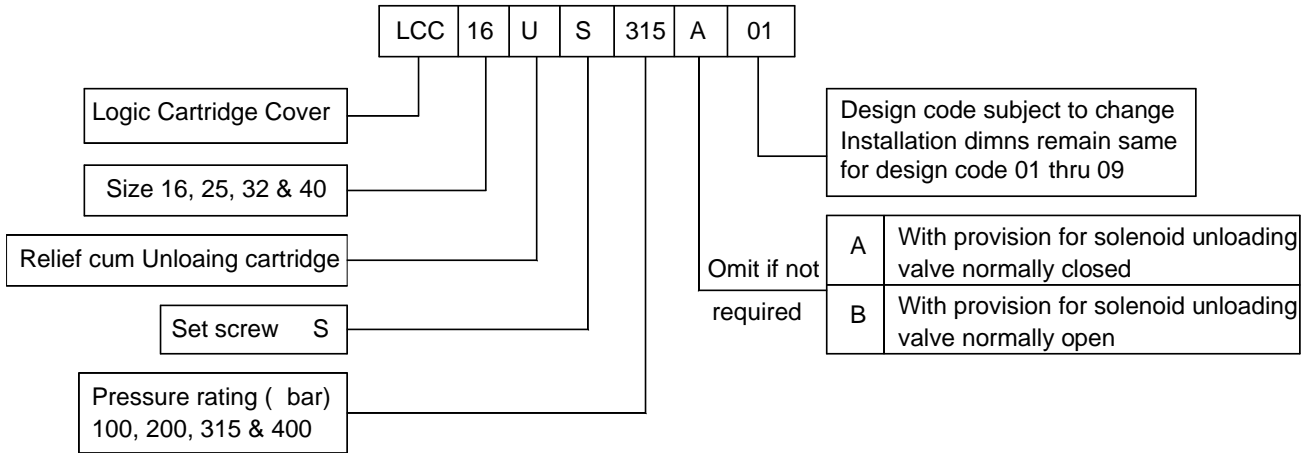 LCC 16 U S 315 A 01
Logic Cartridge Cover
Size 16, 25, 32 & 40
Relief cum Unloaing cartridge
Set screw S
Pressure rating ( bar)
100, 200, 315 & 400
Design code subject to change
Installation dimns remain same
for design code 01 thru 09
Omit if not
required
A With provision for solenoid unloading
valve normally closed
B With provision for solenoid unloading
valve normally open